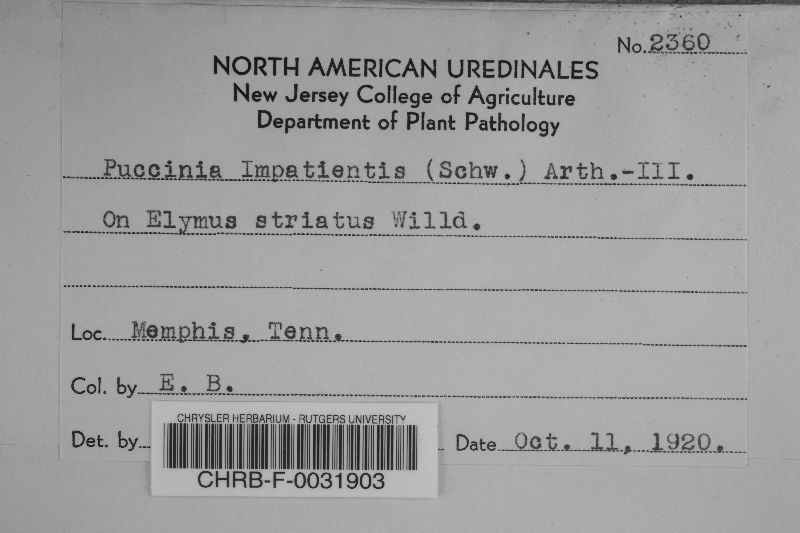 No. 2360
NORTH AMERICAN UREDINALES
New Jersey College of Agriculture
Department of Plant Pathology
Puccinia Impatientis (Schw.) Arth.-III.
On Elymus striatus Willd.
Loc. Memphis, Tenn.
Col. by E. B.
Det. by
Date Oct. 11, 1920.
CHRYSLER HERBARIUM - RUTGERS UNIVERSITY
CHRB-F-0031903